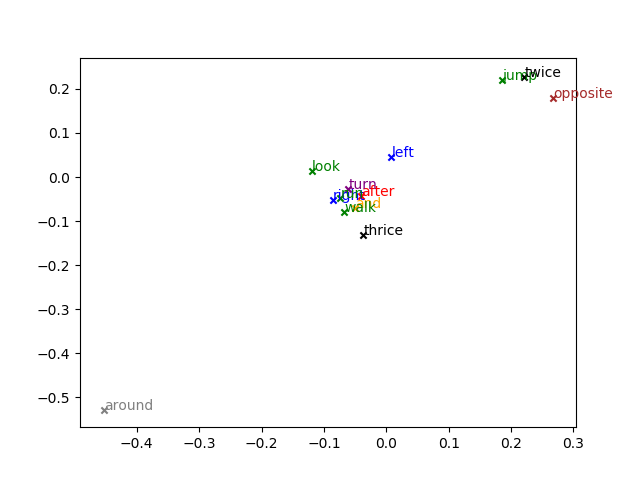 jump
twice
opposite
left
look
turn
after
right
run
and
walk
thrice
around
0.2
0.1
0.0
−0.1
−0.2
−0.3
−0.4
−0.5
−0.4 −0.3 −0.2 −0.1 0.0 0.1 0.2 0.3